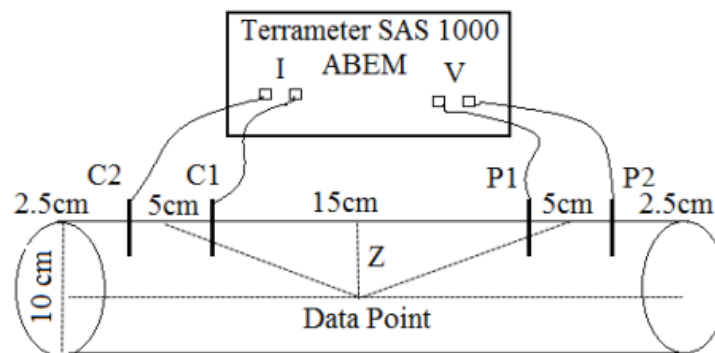 Terrameter SAS 1000
ABEM
I V
C2 C1 P1 P2
2.5cm 5cm 15cm 5cm 2.5cm
Z
10 cm
Data Point